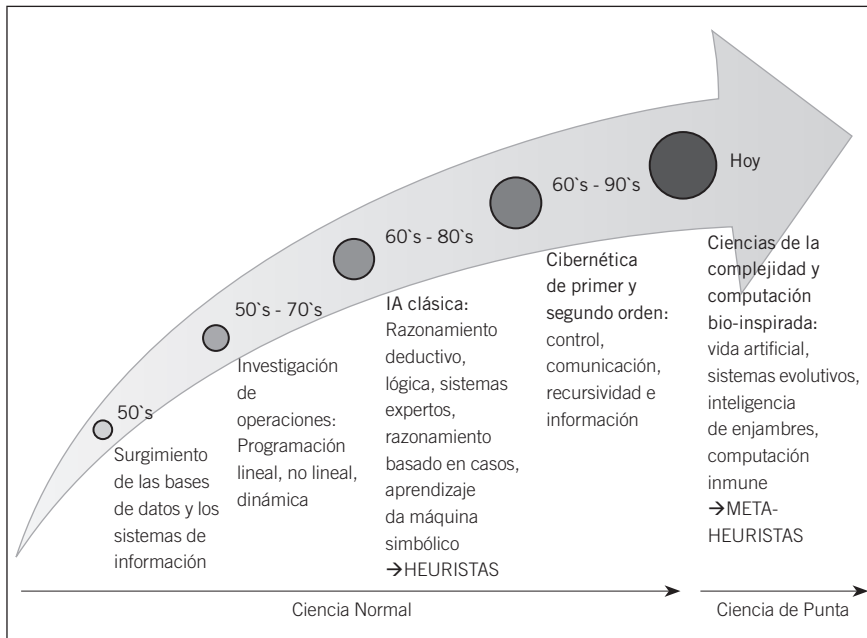 50`s
Surgimiento
de las bases
de datos y los
sistemas de
información
50`s - 70`s
Investigación
de
operaciones:
Programación
lineal, no lineal,
dinámica
60`s - 80`s
IA clásica:
Razonamiento
deductivo,
lógica, sistemas
expertos,
razonamiento
basado en casos,
aprendizaje
da máquina
simbólico
→HEURISTAS
60`s - 90`s
Cibernética
de primer y
segundo orden:
control,
comunicación,
recursividad e
información
Hoy
Ciencias de la
complejidad y
computación
bio-inspirada:
vida artificial,
sistemas evolutivos,
inteligencia
de enjambres,
computación
inmune
→META-
HEURISTAS
Ciencia Normal
Ciencia de Punta